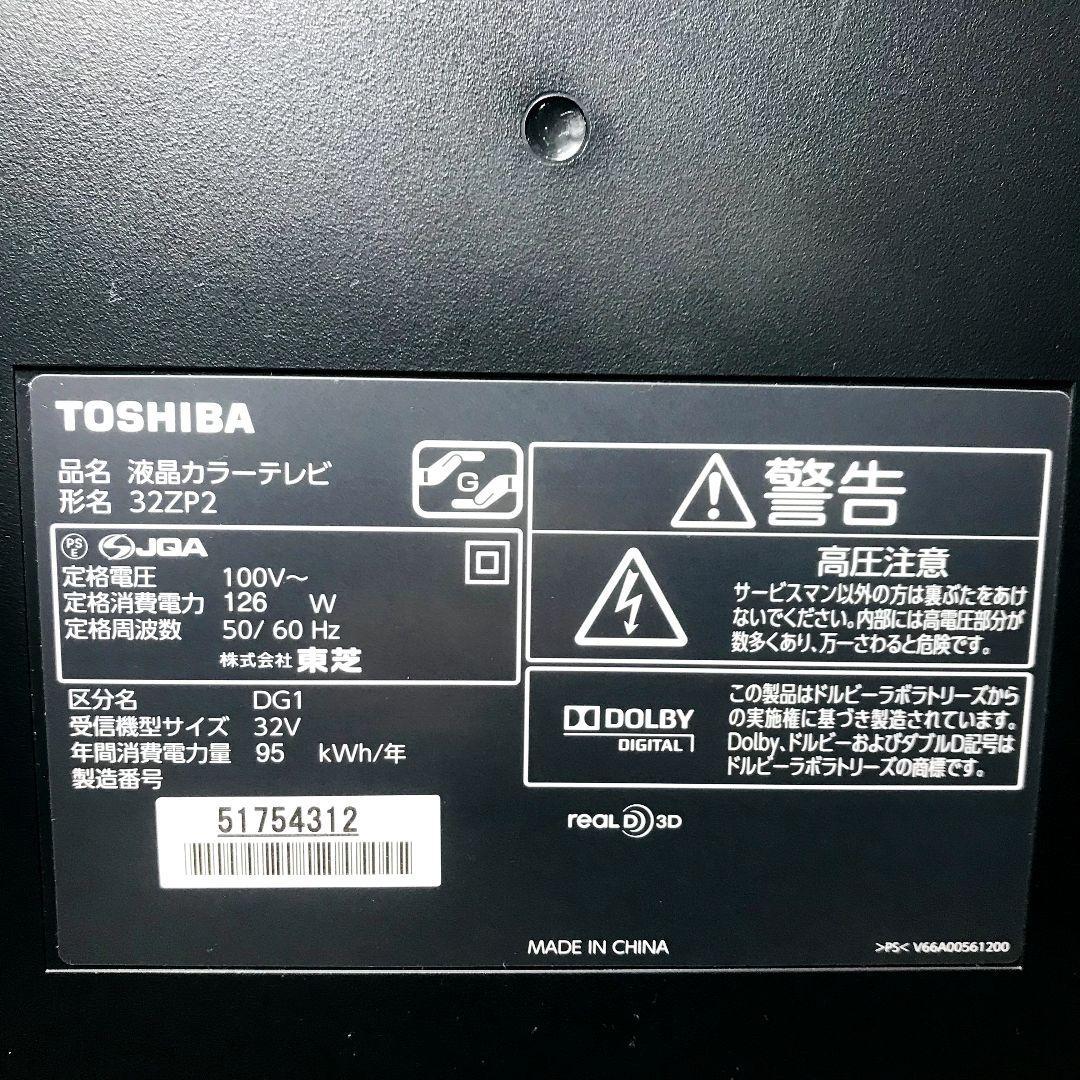 TOSHIBA
品名 液晶カラーテレビ
形名 32ZP2
G
PS
E
JQA
定格電圧 100V～
定格消費電力 126 W
定格周波数 50/ 60 Hz
株式会社 東芝
区分名 DG1
受信機型サイズ 32V
年間消費電力量 95 kWh/年
製造番号
51754312
警告
高圧注意
サービスマン以外の方は裏ぶたをあけ
ないでください。内部には高電圧部分が
数多くあり、万一さわると危険です。
DOLBY
DIGITAL
この製品はドルビーラボラトリーズから
の実施権に基づき製造されています。
Dolby、ドルビーおよびダブルD記号は
ドルビーラボラトリーズの商標です。
REAL D 3D
MADE IN CHINA
>PS< V66A00561200